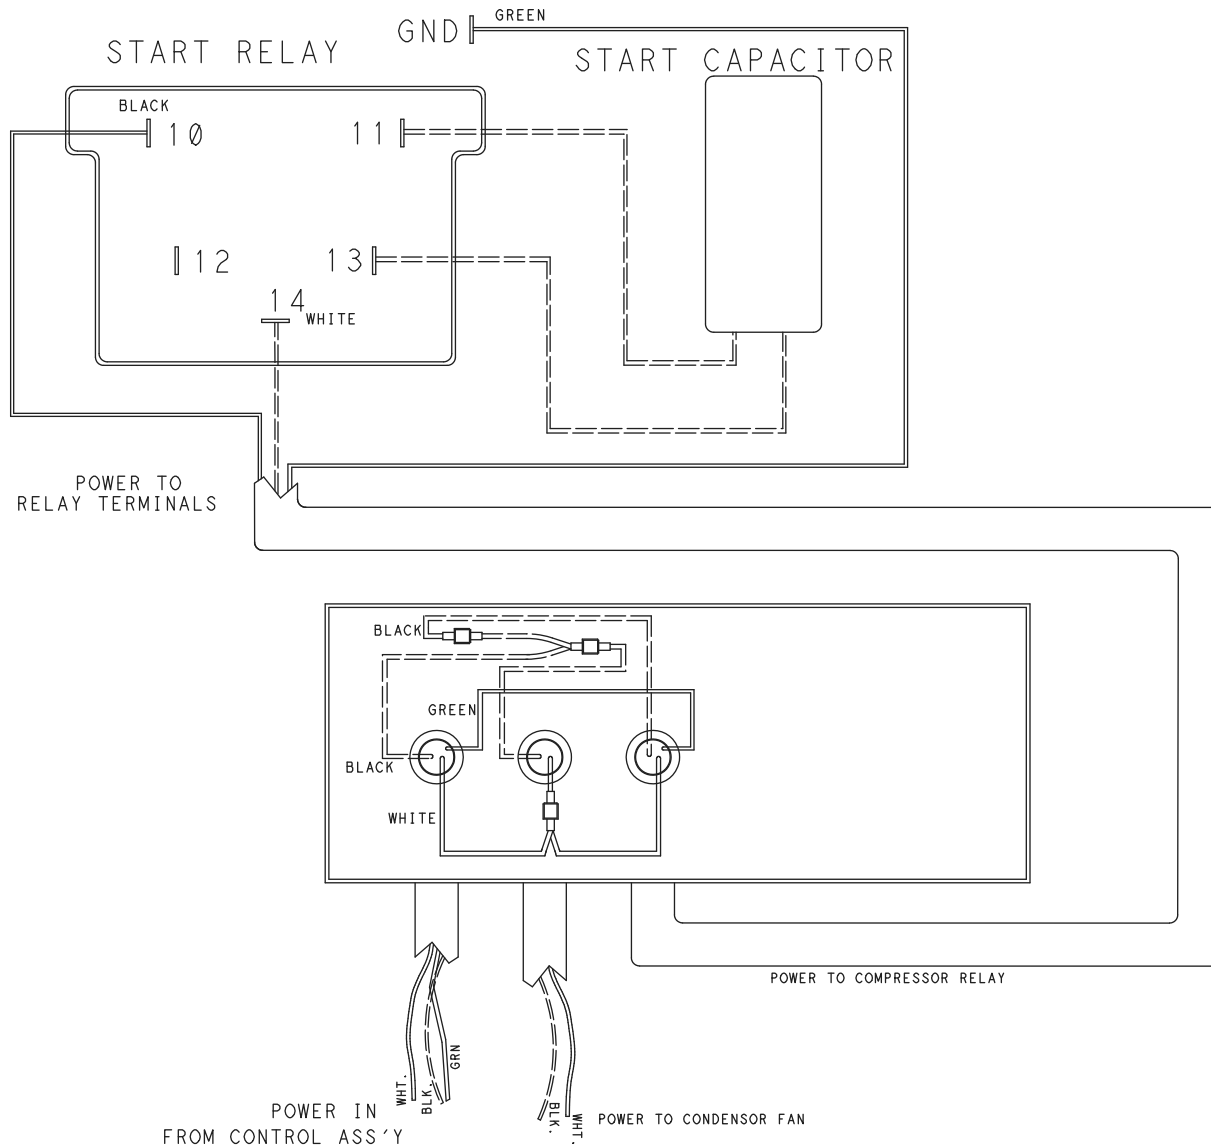 GREEN
GND
START RELAY
START CAPACITOR
BLACK
10
11
12
13
14
WHITE
POWER TO
RELAY TERMINALS
BLACK
GREEN
BLACK
WHITE
POWER TO COMPRESSOR RELAY
WHT.
BLK.
GRN
POWER IN
FROM CONTROL ASS'Y
BLK.
WHT.
POWER TO CONDENSOR FAN